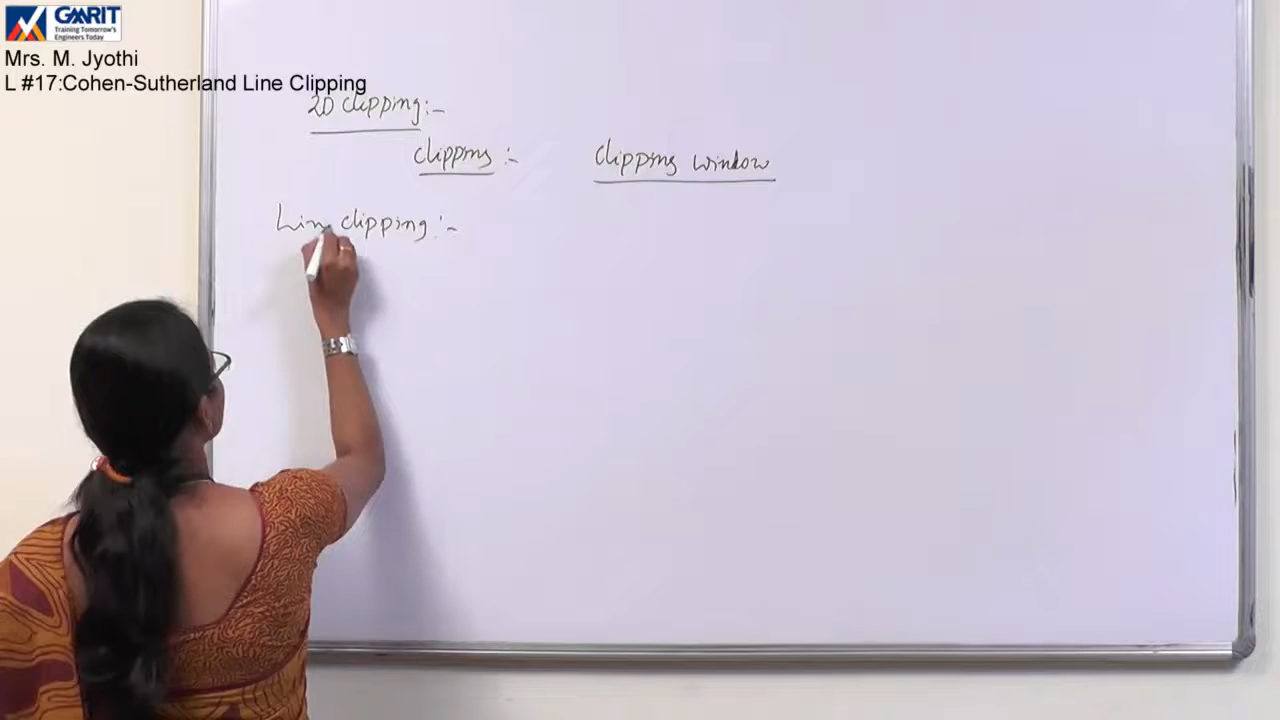 GMRIT
Training Tomorrow's
Engineers Today
Mrs. M. Jyothi
L #17:Cohen-Sutherland Line Clipping
2D Clipping:-
Clipping:- Clipping window
Line clipping:-